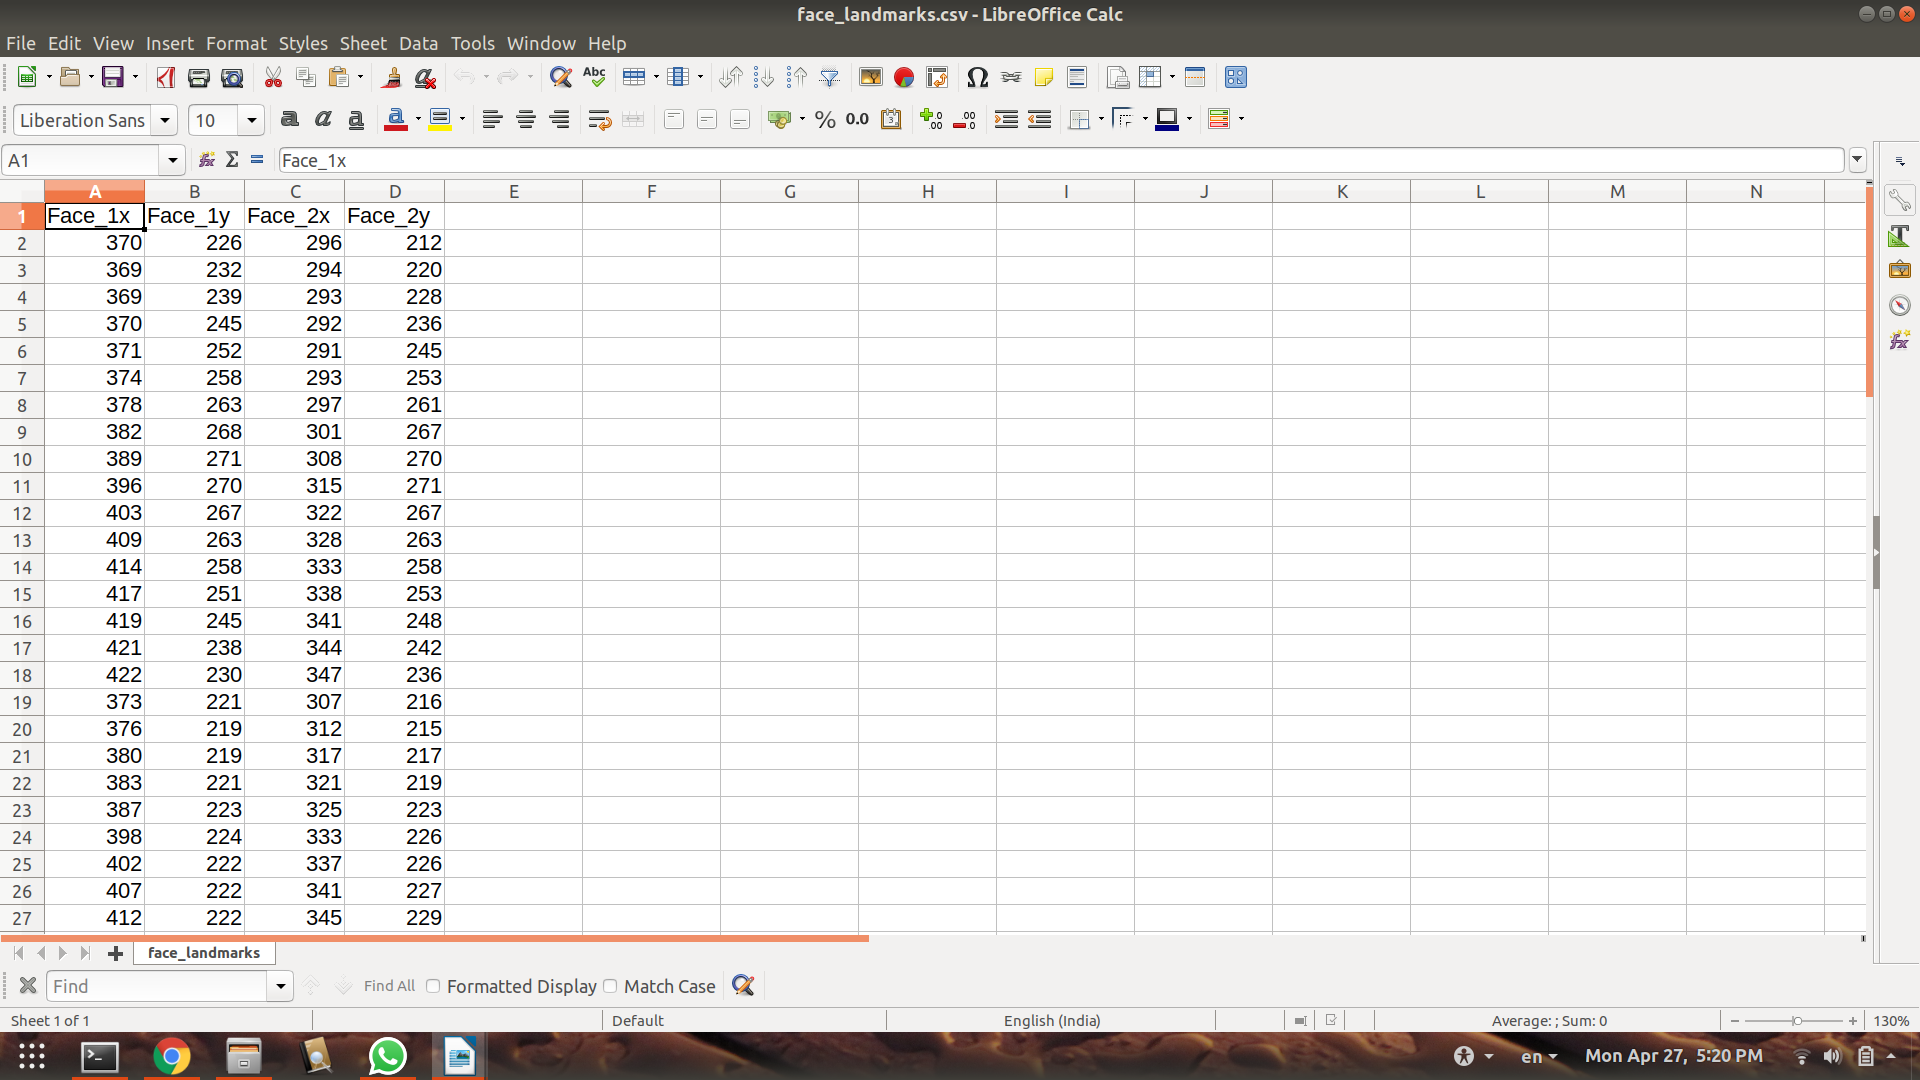 face_landmarks.csv - LibreOffice Calc
File Edit View Insert Format Styles Sheet Data Tools Window Help
Abc
Liberation Sans 10 a a a a % 0.0 3 .00 .00
A1 fx Σ = Face_1x
A B C D E F G H I J K L M N
1 Face_1x Face_1y Face_2x Face_2y
2 370 226 296 212
3 369 232 294 220
4 369 239 293 228
5 370 245 292 236
6 371 252 291 245
7 374 258 293 253
8 378 263 297 261
9 382 268 301 267
10 389 271 308 270
11 396 270 315 271
12 403 267 322 267
13 409 263 328 263
14 414 258 333 258
15 417 251 338 253
16 419 245 341 248
17 421 238 344 242
18 422 230 347 236
19 373 221 307 216
20 376 219 312 215
21 380 219 317 217
22 383 221 321 219
23 387 223 325 223
24 398 224 333 226
25 402 222 337 226
26 407 222 341 227
27 412 222 345 229
face_landmarks
Find Find All Formatted Display Match Case
Sheet 1 of 1 Default English (India) Average: ; Sum: 0 130%
en Mon Apr 27, 5:20 PM